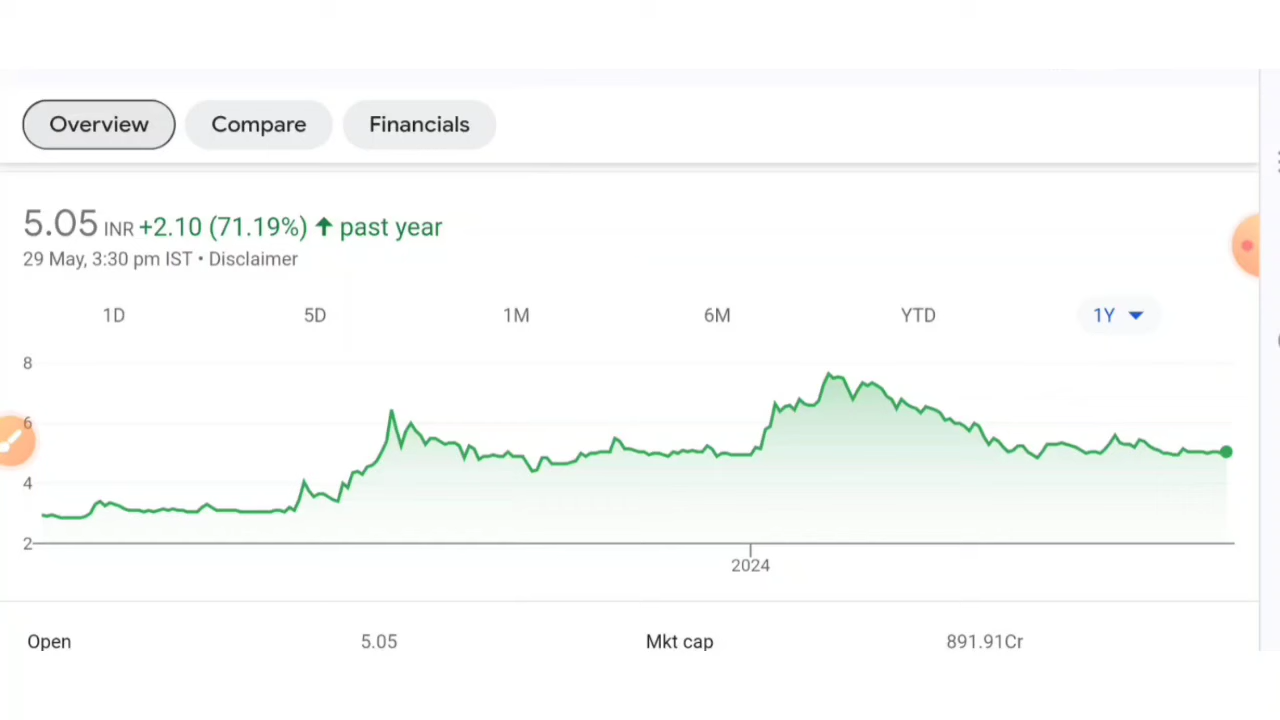 Overview Compare Financials
5.05 INR +2.10 (71.19%) ↑ past year
29 May, 3:30 pm IST • Disclaimer
1D 5D 1M 6M YTD 1Y
8
6
4
2
2024
Open 5.05 Mkt cap 891.91Cr